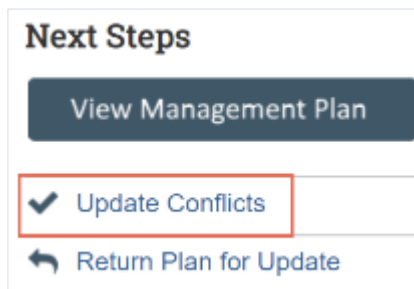 Next Steps
View Management Plan
Update Conflicts
Return Plan for Update